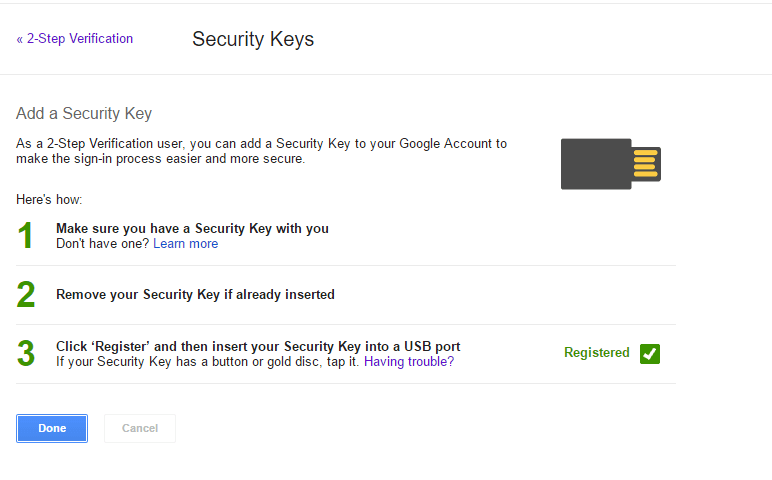 « 2-Step Verification
Security Keys
Add a Security Key
As a 2-Step Verification user, you can add a Security Key to your Google Account to
make the sign-in process easier and more secure.
Here's how:
1
Make sure you have a Security Key with you
Don't have one? Learn more
2
Remove your Security Key if already inserted
3
Click ‘Register’ and then insert your Security Key into a USB port
If your Security Key has a button or gold disc, tap it. Having trouble?
Registered
Done
Cancel